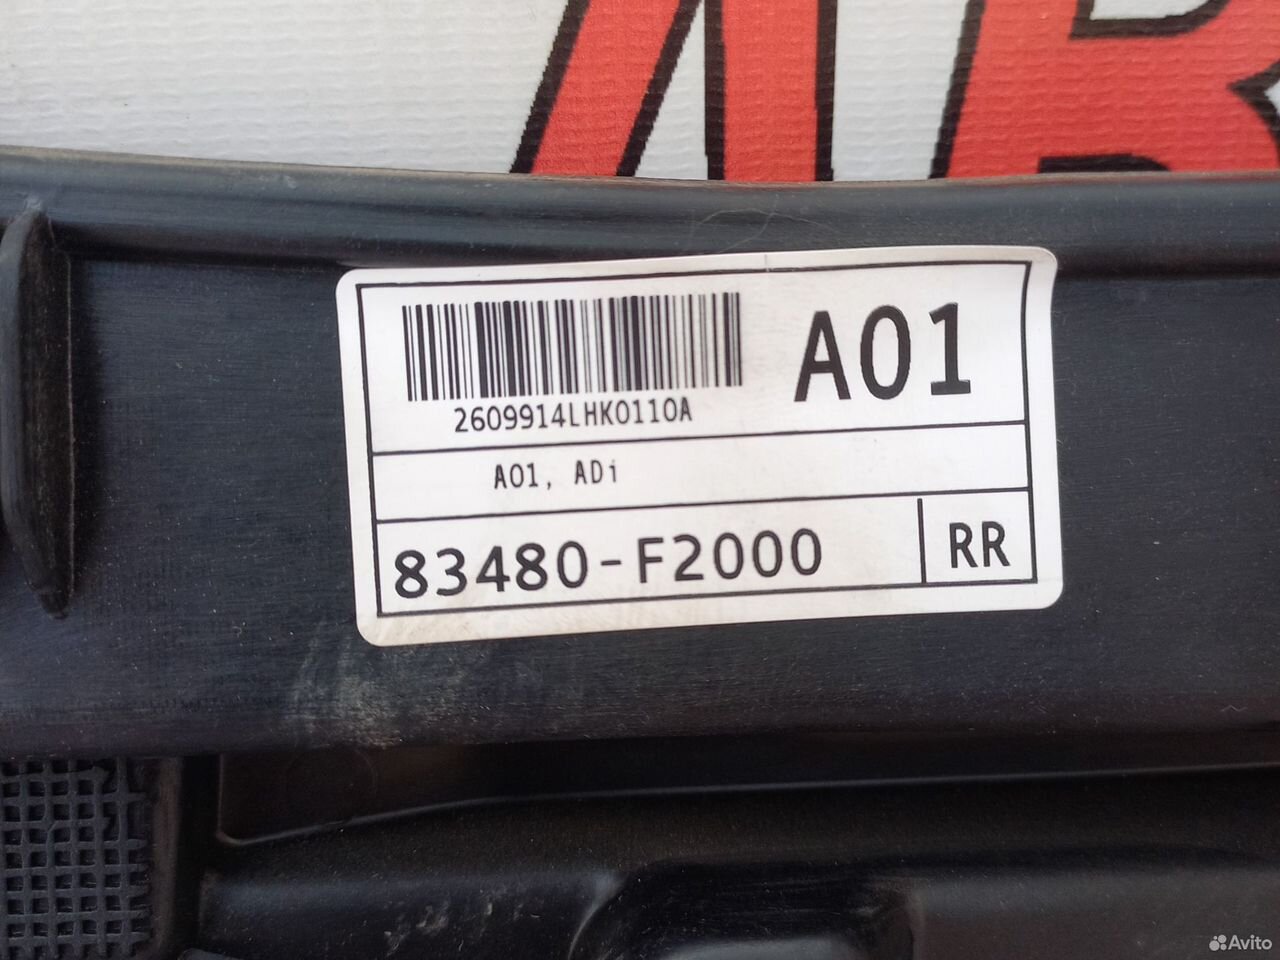 A01
2609914LHK0110A
A01, ADi
83480-F2000
RR
Avito